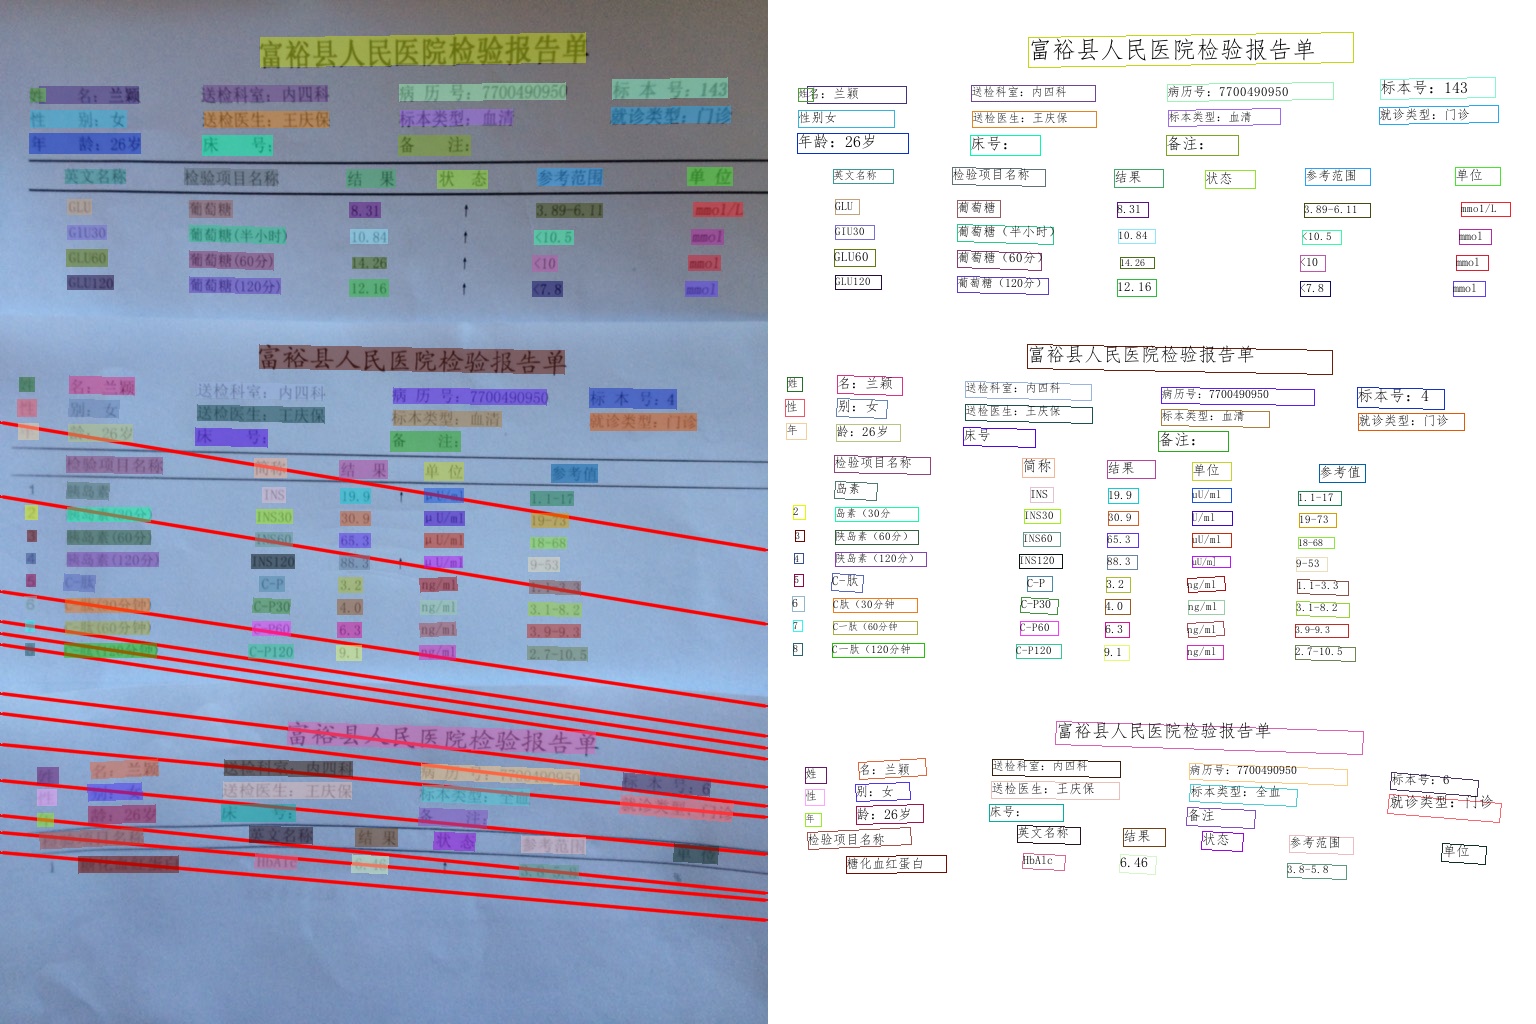 富裕县人民医院检验报告单
姓 名：兰颖 送检科室：内四科 病 历 号：7700490950 标 本 号：143
性 别：女 送检医生：王庆保 标本类型：血清 就诊类型：门诊
年 龄：26岁 床 号： 备 注：
英文名称 检验项目名称 结 果 状 态 参考范围 单 位
GLU 葡萄糖 8.31 ↑ 3.89-6.11 mmol/L
GIU30 葡萄糖(半小时) 10.84 ↑ <10.5 mmol
GLU60 葡萄糖(60分) 14.26 ↑ <10 mmol
GLU120 葡萄糖(120分) 12.16 ↑ <7.8 mmol
富裕县人民医院检验报告单
姓 名：兰颖 送检科室：内四科 病 历 号：7700490950 标 本 号：4
性 别：女 送检医生：王庆保 标本类型：血清 就诊类型：门诊
年 龄：26岁 床 号： 备 注：
检验项目名称 简称 结 果 单 位 参考值
1 胰岛素 INS 19.9 ↑ μU/ml 1.1-17
2 胰岛素(30分) INS30 30.9 μU/ml 19-73
3 胰岛素(60分) INS60 65.3 μU/ml 18-68
4 胰岛素(120分) INS120 88.3 ↑ μU/ml 9-53
5 C-肽 C-P 3.2 ng/ml 1.1-3.3
6 C-肽(30分钟) C-P30 4.0 ng/ml 3.1-8.2
7 C-肽(60分钟) C-P60 6.3 ng/ml 3.9-9.3
8 C-肽(120分钟) C-P120 9.1 ng/ml 2.7-10.5
富裕县人民医院检验报告单
姓 名：兰颖 送检科室：内四科 病 历 号：7700490950 标 本 号：6
性 别：女 送检医生：王庆保 标本类型：全血 就诊类型：门诊
年 龄：26岁 床 号： 备 注：
检验项目名称 英文名称 结 果 状 态 参考范围 单 位
1 糖化血红蛋白 HbA1c 6.46 ↑ 3.8-5.8 %
富裕县人民医院检验报告单
姓名：兰颖 送检科室：内四科 病历号：7700490950 标本号：143
性别女 送检医生：王庆保 标本类型：血清 就诊类型：门诊
年龄：26岁 床号： 备注：
英文名称 检验项目名称 结果 状态 参考范围 单位
GLU 葡萄糖 8.31 3.89-6.11 mmol/L
GIU30 葡萄糖（半小时） 10.84 <10.5 mmol
GLU60 葡萄糖（60分） 14.26 <10 mmol
GLU120 葡萄糖（120分） 12.16 <7.8 mmol
富裕县人民医院检验报告单
姓 名：兰颖 送检科室：内四科 病历号：7700490950 标本号：4
性 别：女 送检医生：王庆保 标本类型：血清 就诊类型：门诊
年 龄：26岁 床号 备注：
检验项目名称 简称 结果 单位 参考值
岛素 INS 19.9 uU/ml 1.1-17
2 岛素（30分 INS30 30.9 U/ml 19-73
3 陕岛素（60分） INS60 65.3 uU/ml 18-68
4 陕岛素（120分） INS120 88.3 uU/ml 9-53
5 C-肽 C-P 3.2 ng/ml 1.1-3.3
6 C肽（30分钟 C-P30 4.0 ng/ml 3.1-8.2
7 C一肽（60分钟 C-P60 6.3 ng/ml 3.9-9.3
8 C一肽（120分钟 C-P120 9.1 ng/ml 2.7-10.5
富裕县人民医院检验报告单
姓 名：兰颖 送检科室：内四科 病历号：7700490950 标本号：6
性 别：女 送检医生：王庆保 标本类型：全血 就诊类型：门诊
年 龄：26岁 床号： 备注
检验项目名称 英文名称 结果 状态 参考范围 单位
糖化血红蛋白 HbA1c 6.46 3.8-5.8